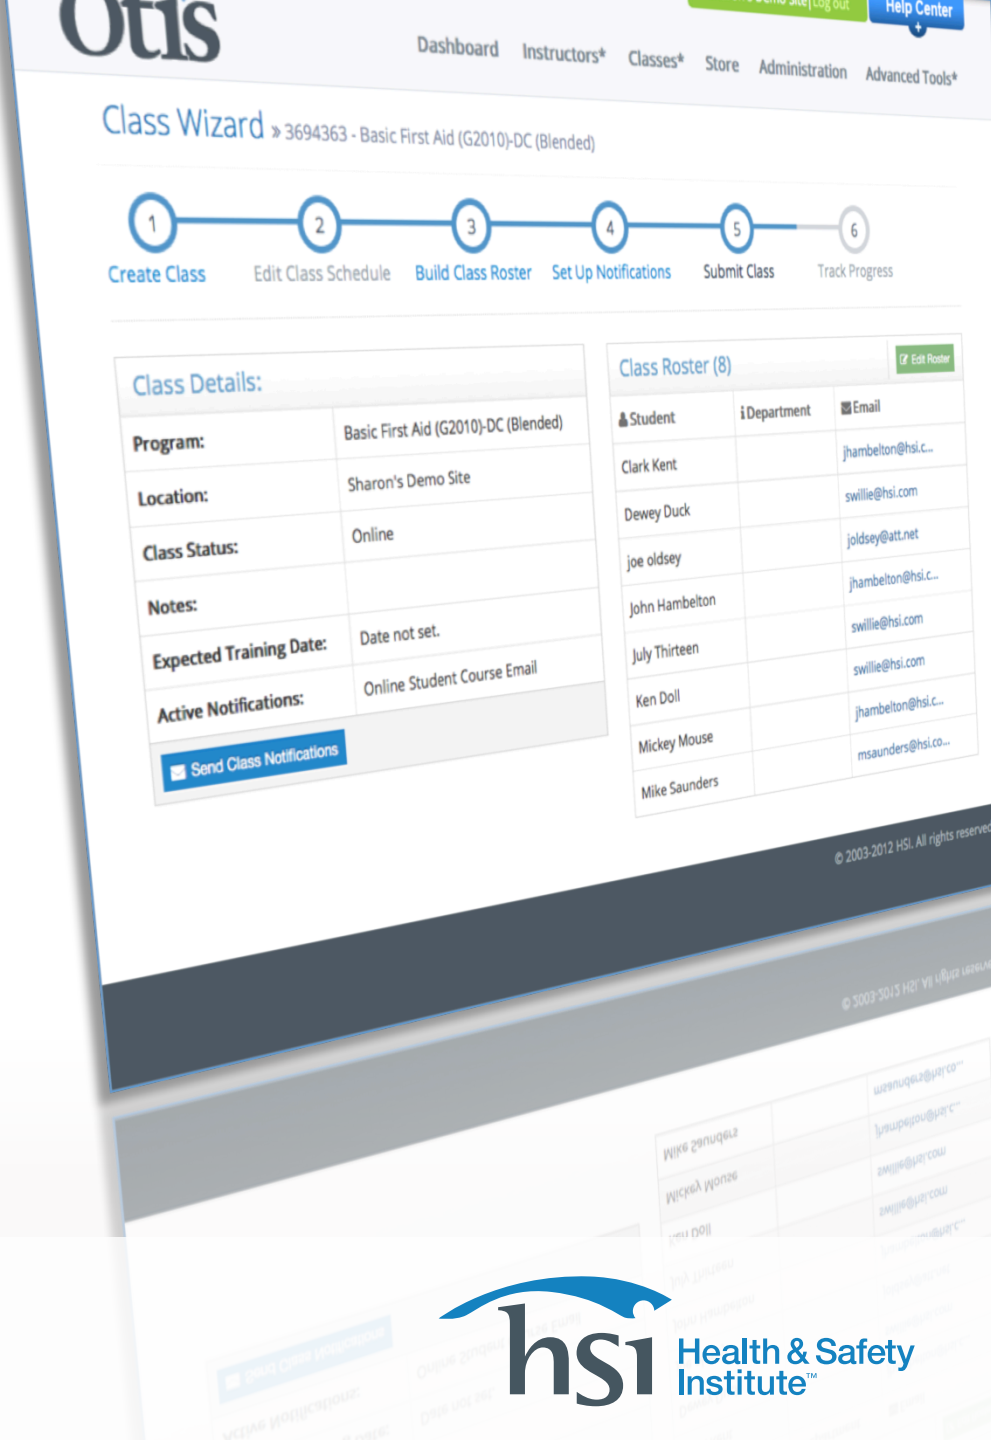 Otis
Demo Site | Log out
Help Center
+
Dashboard Instructors* Classes* Store Administration Advanced Tools*
Class Wizard » 3694363 - Basic First Aid (G2010)-DC (Blended)
1 2 3 4 5 6
Create Class Edit Class Schedule Build Class Roster Set Up Notifications Submit Class Track Progress
Class Details:
Program: Basic First Aid (G2010)-DC (Blended)
Location: Sharon's Demo Site
Class Status: Online
Notes:
Expected Training Date: Date not set.
Active Notifications: Online Student Course Email
Send Class Notifications
Class Roster (8) Edit Roster
Student Department Email
Clark Kent jhambelton@hsi.c...
Dewey Duck swillie@hsi.com
joe oldsey joldsey@att.net
John Hambelton jhambelton@hsi.c...
July Thirteen swillie@hsi.com
Ken Doll swillie@hsi.com
Mickey Mouse jhambelton@hsi.c...
Mike Saunders msaunders@hsi.co...
© 2003-2012 HSI. All rights reserved
hsi Health & Safety
Institute™